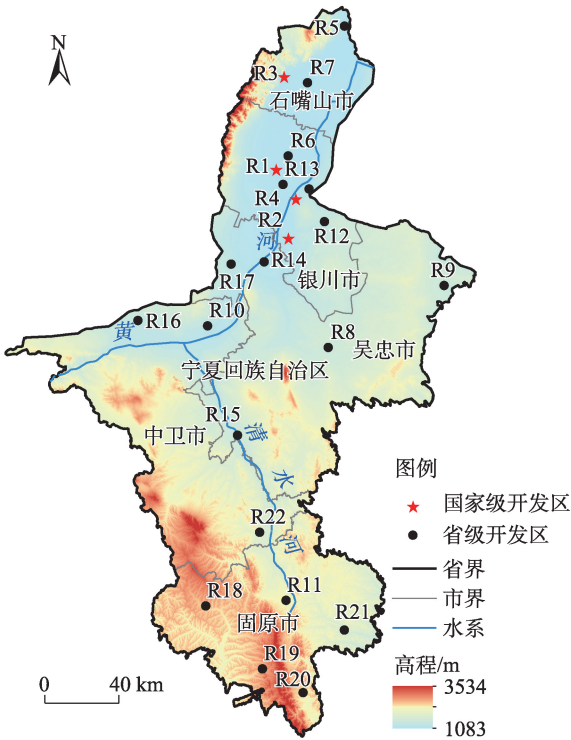 N
R5
R3
R7
石嘴山市
R6
R1
R13
R4
R2
R12
河
R14
R17
银川市
R9
R16
R10
黄
R8
吴忠市
宁夏回族自治区
R15
中卫市
清
水
河
R22
R18
R11
固原市
R21
R19
R20
0 40 km
图例
国家级开发区
省级开发区
省界
市界
水系
高程/m
3534
1083